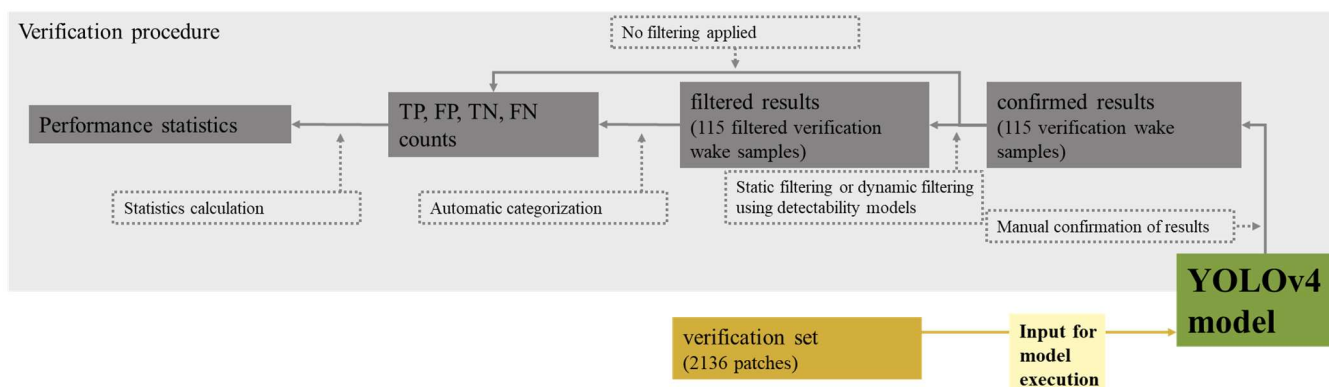 Verification procedure
No filtering applied
Performance statistics
TP, FP, TN, FN
counts
filtered results
(115 filtered verification
wake samples)
confirmed results
(115 verification wake
samples)
Statistics calculation
Automatic categorization
Static filtering or dynamic filtering
using detectability models
Manual confirmation of results
YOLOv4
model
verification set
(2136 patches)
Input for
model
execution